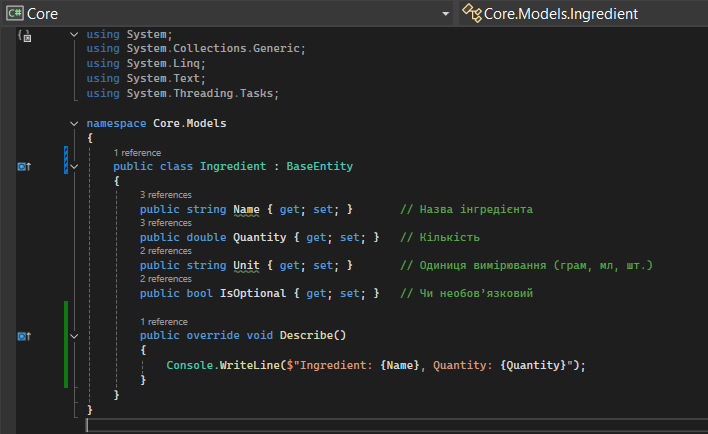 Core
Core.Models.Ingredient
using System;
using System.Collections.Generic;
using System.Linq;
using System.Text;
using System.Threading.Tasks;
namespace Core.Models
{
1 reference
public class Ingredient : BaseEntity
{
3 references
public string Name { get; set; } // Назва інгредієнта
3 references
public double Quantity { get; set; } // Кількість
2 references
public string Unit { get; set; } // Одиниця вимірювання (грам, мл, шт.)
2 references
public bool IsOptional { get; set; } // Чи необов’язковий
1 reference
public override void Describe()
{
Console.WriteLine($"Ingredient: {Name}, Quantity: {Quantity}");
}
}
}